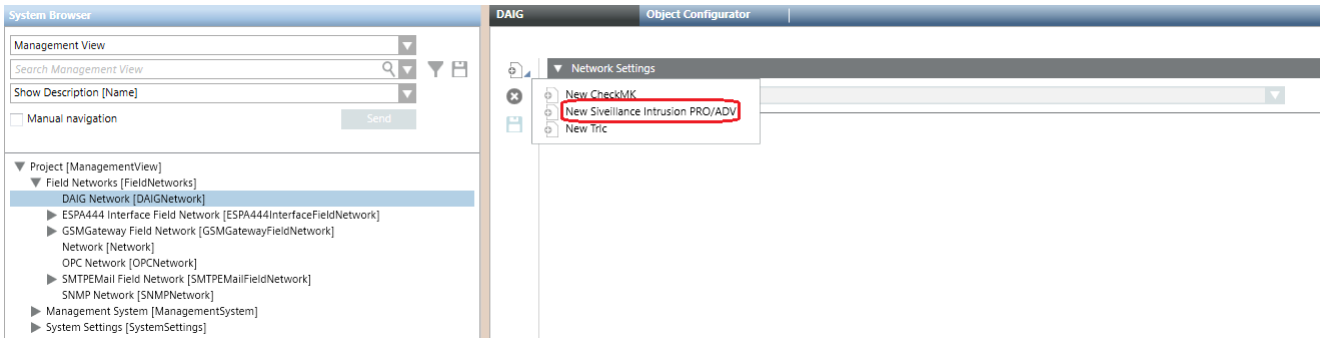 System Browser
Management View
Search Management View
Show Description [Name]
Manual navigation
Send
Project [ManagementView]
Field Networks [FieldNetworks]
DAIG Network [DAIGNetwork]
ESPA444 Interface Field Network [ESPA444InterfaceFieldNetwork]
GSMGateway Field Network [GSMGatewayFieldNetwork]
Network [Network]
OPC Network [OPCNetwork]
SMTPEMail Field Network [SMTPEMailFieldNetwork]
SNMP Network [SNMPNetwork]
Management System [ManagementSystem]
System Settings [SystemSettings]
DAIG Object Configurator
Network Settings
New CheckMK
New Siveillance Intrusion PRO/ADV
New Tric